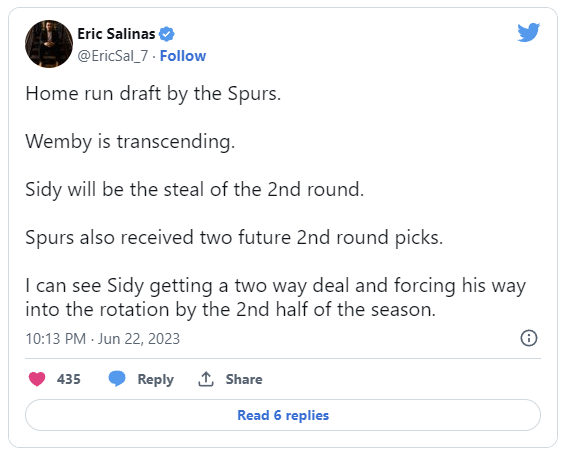 Eric Salinas
@EricSal_7 · Follow
Home run draft by the Spurs.
Wemby is transcending.
Sidy will be the steal of the 2nd round.
Spurs also received two future 2nd round picks.
I can see Sidy getting a two way deal and forcing his way
into the rotation by the 2nd half of the season.
10:13 PM · Jun 22, 2023
435 Reply Share
Read 6 replies